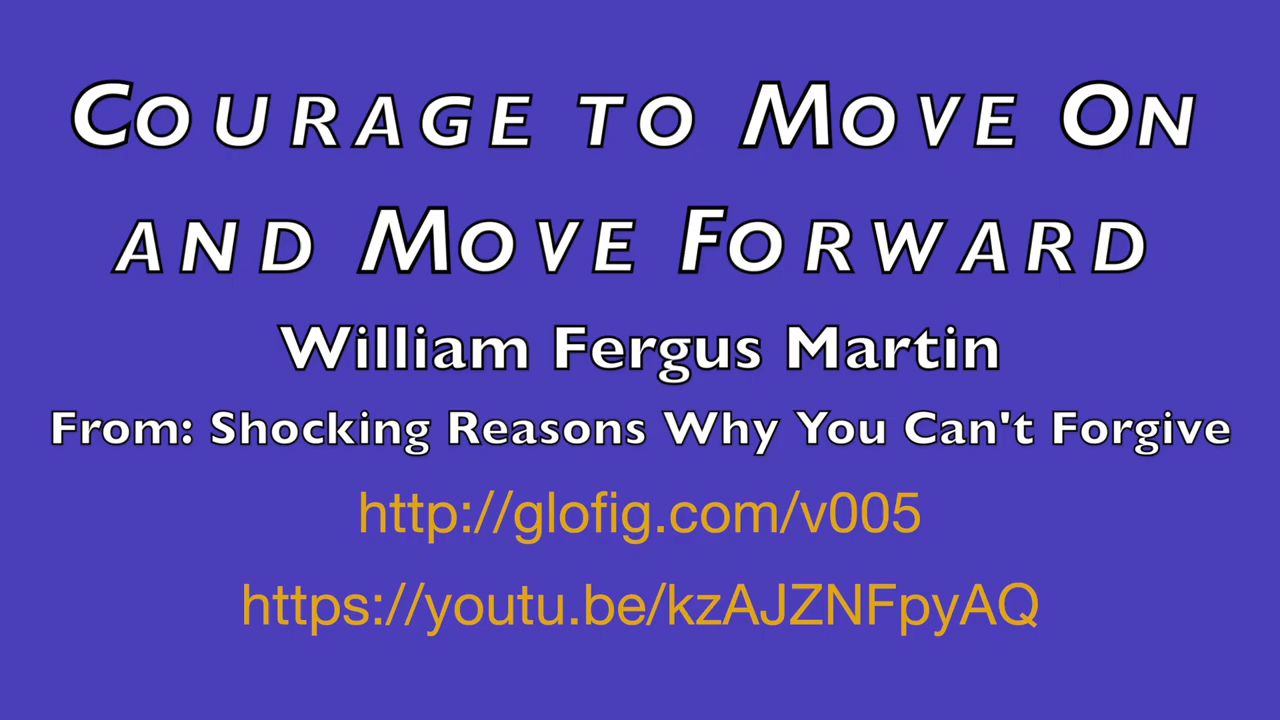 Courage to Move On
and Move Forward
William Fergus Martin
From: Shocking Reasons Why You Can't Forgive
http://glofig.com/v005
https://youtu.be/kzAJZNFpyAQ